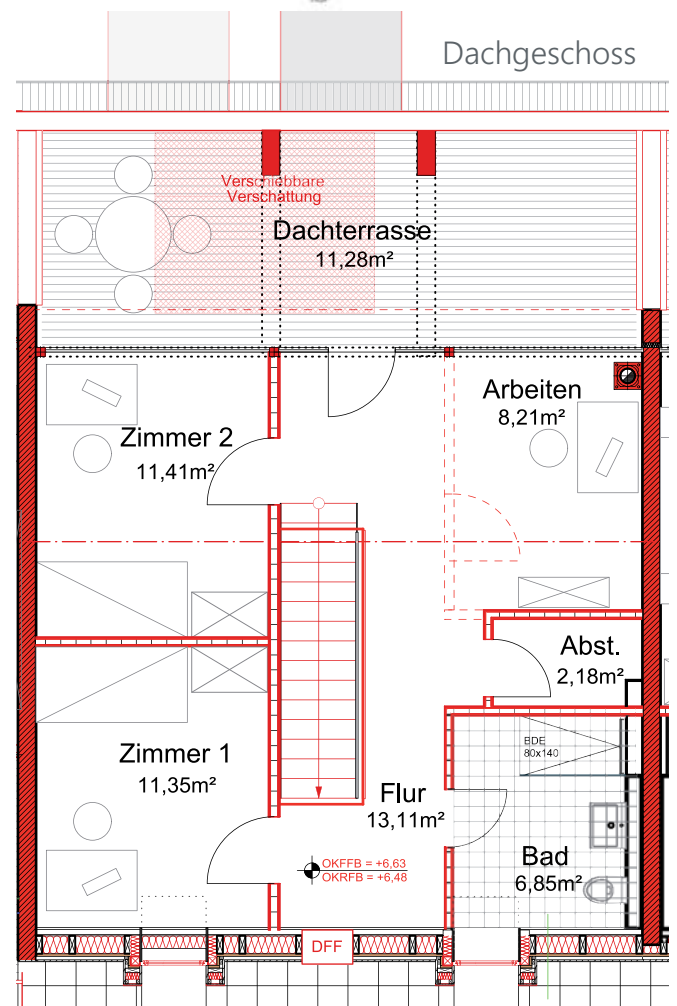 Dachgeschoss
Verschiebbare
Verschattung
Dachterrasse
11,28m²
Arbeiten
8,21m²
Zimmer 2
11,41m²
Abst.
2,18m²
BDE
80x140
Zimmer 1
11,35m²
Flur
13,11m²
Bad
6,85m²
OKFFB = +6,63
OKRFB = +6,48
DFF